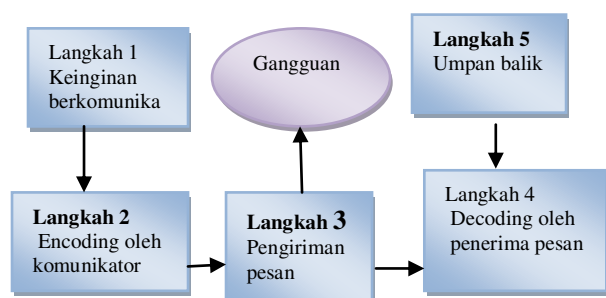 Langkah 1
Keinginan
berkomunika
Gangguan
Langkah 5
Umpan balik
Langkah 2
Encoding oleh
komunikator
Langkah 3
Pengiriman
pesan
Langkah 4
Decoding oleh
penerima pesan